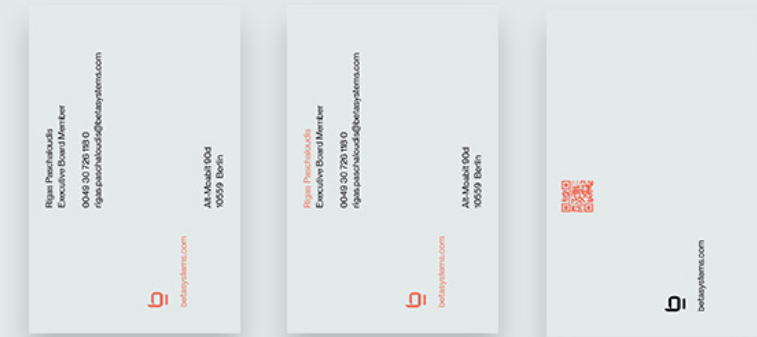 Rigas Paschaloudis
Executive Board Member
0049 30 726 118 0
rigas.paschaloudis@betasystems.com
Alt-Moabit 90d
10559 Berlin
betasystems.com
Rigas Paschaloudis
Executive Board Member
0049 30 726 118 0
rigas.paschaloudis@betasystems.com
Alt-Moabit 90d
10559 Berlin
betasystems.com
betasystems.com